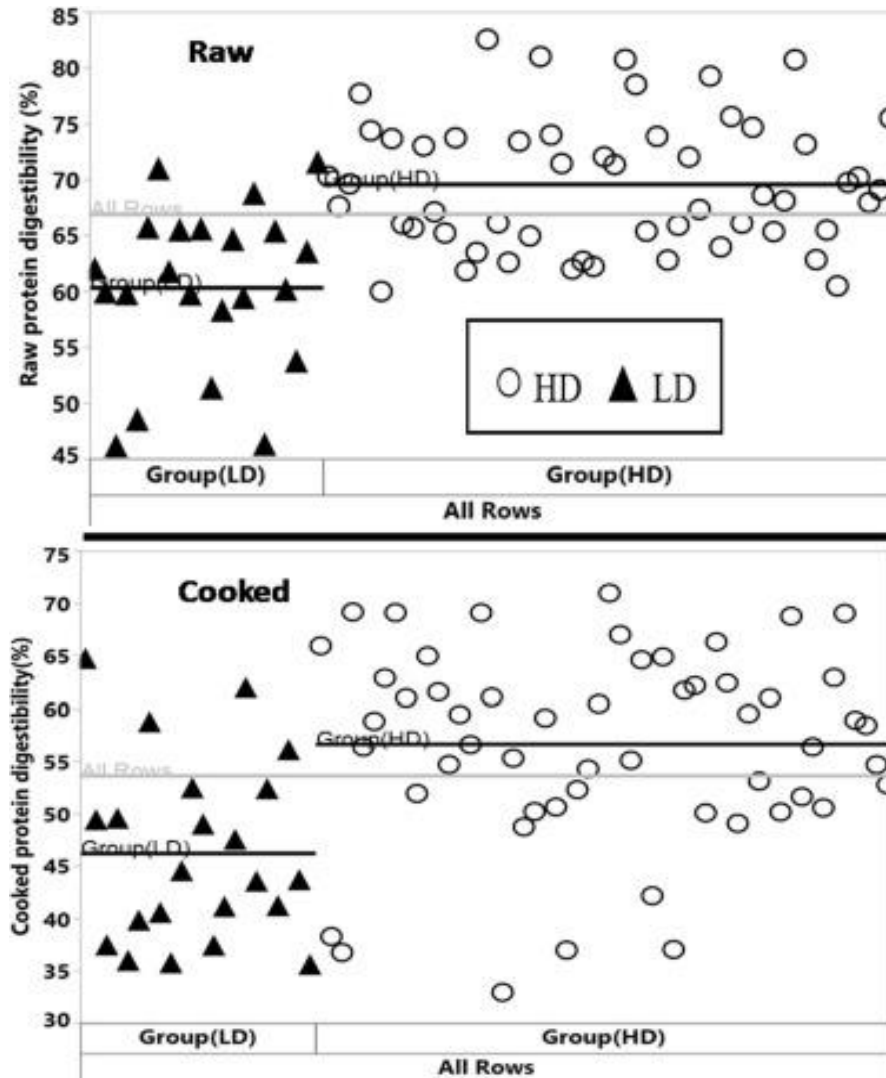 Raw
Raw protein digestibility (%)
85
80
75
70
65
60
55
50
45
Group(HD)
All Rows
Group(LD)
HD LD
Group(LD) Group(HD)
All Rows
Cooked
Cooked protein digestibility(%)
75
70
65
60
55
50
45
40
35
30
Group(HD)
All Rows
Group(LD)
Group(LD) Group(HD)
All Rows